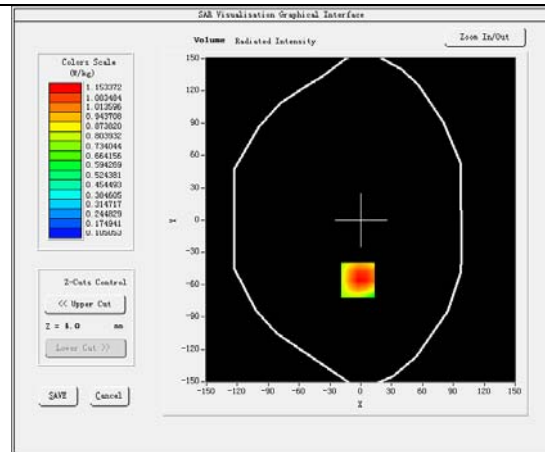 SAR Visualisation Graphical Interface
Volume Radiated Intensity
Zoom In/Out
Colors Scale
(W/kg)
1.153372
1.083484
1.013596
0.943708
0.873820
0.803932
0.734044
0.664156
0.594269
0.524381
0.454493
0.384605
0.314717
0.244829
0.174941
0.105053
Z-Cuts Control
<< Upper Cut
Z = 4.0 mm
Lower Cut >>
SAVE Cancel
150
120
90
60
30
0
-30
-60
-90
-120
-150
Y
-150 -120 -90 -60 -30 0 30 60 90 120 150
X